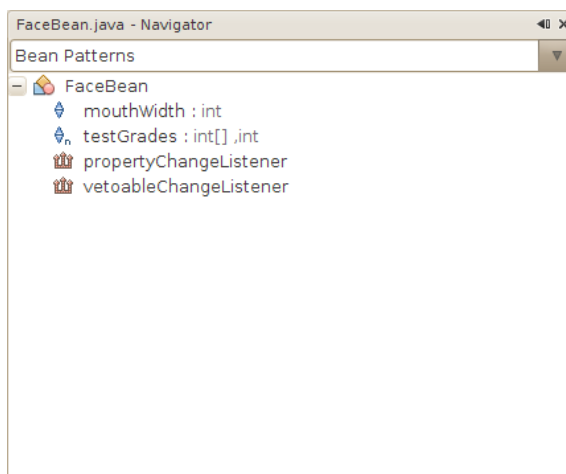 FaceBean.java - Navigator
Bean Patterns
FaceBean
mouthWidth : int
testGrades : int[] ,int
propertyChangeListener
vetoableChangeListener